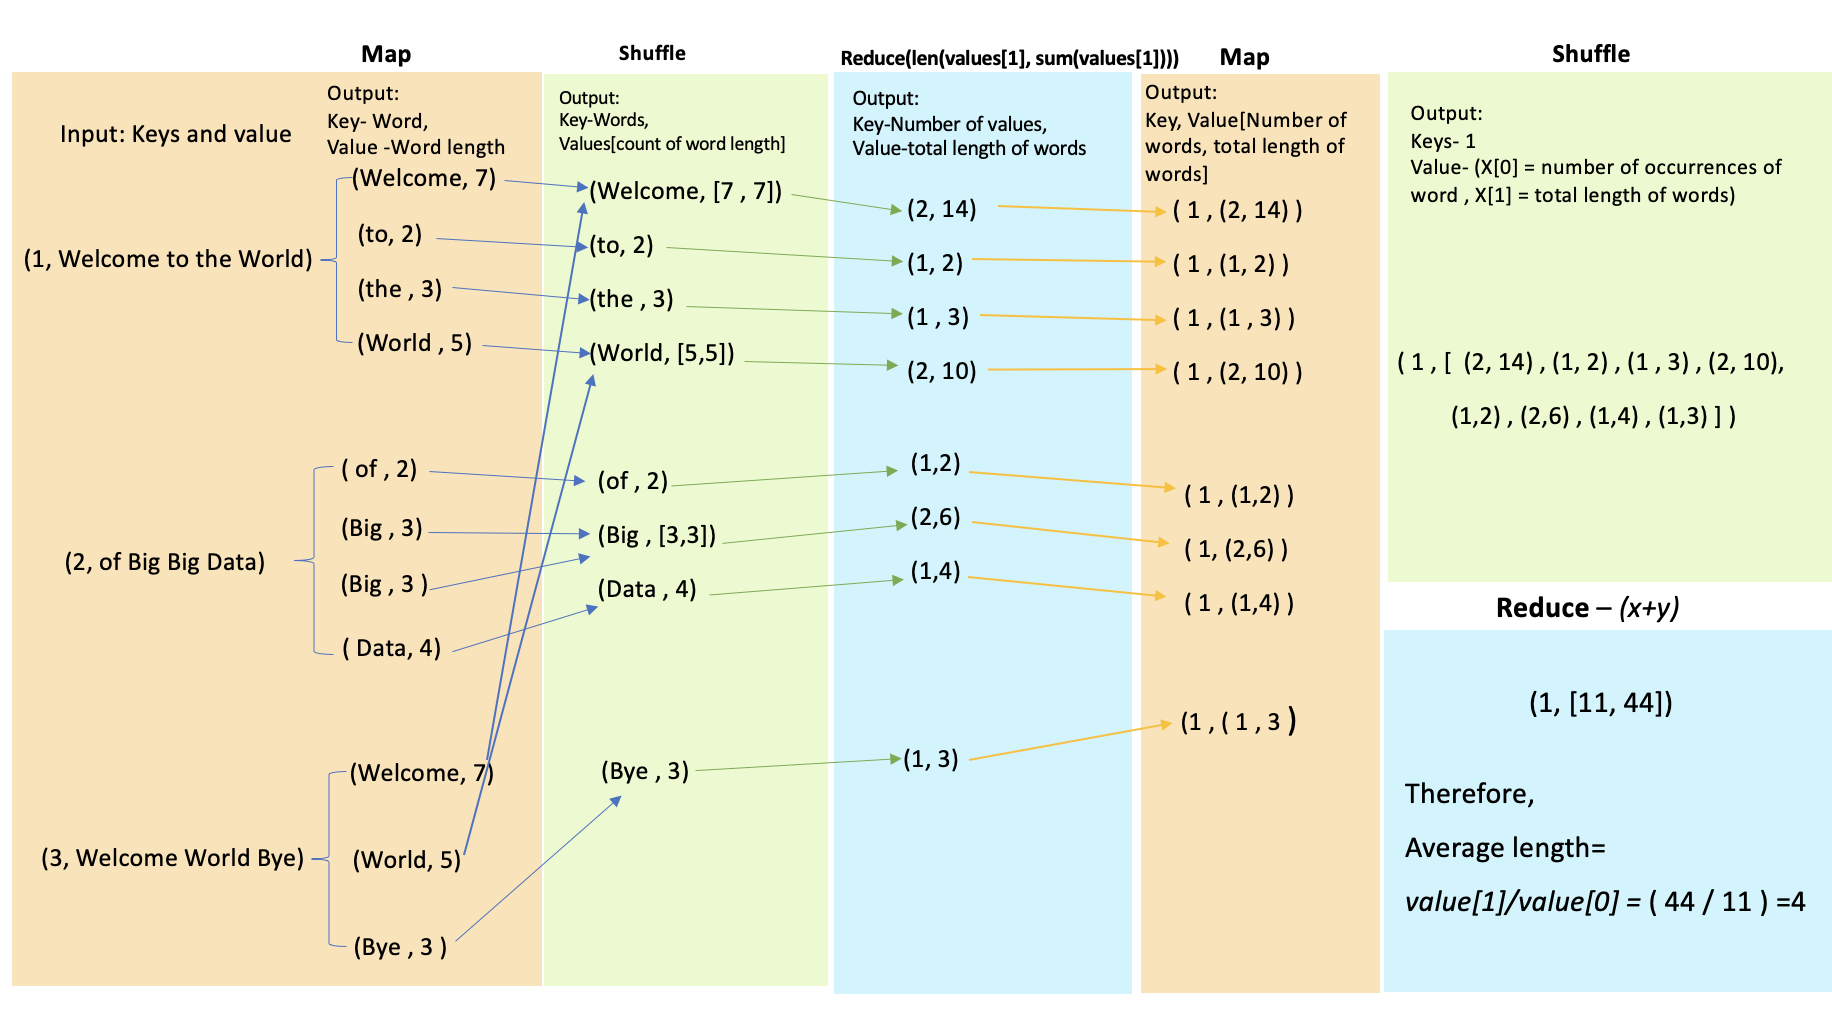 Map
Shuffle
Reduce(len(values[1], sum(values[1])))
Map
Shuffle
Input: Keys and value
Output:
Key- Word,
Value -Word length
(1, Welcome to the World)
(Welcome, 7)
(to, 2)
(the , 3)
(World , 5)
(2, of Big Big Data)
( of , 2)
(Big , 3)
(Big , 3 )
( Data, 4)
(3, Welcome World Bye)
(Welcome, 7)
(World, 5)
(Bye , 3 )
Output:
Key-Words,
Values[count of word length]
(Welcome, [7 , 7])
(to, 2)
(the , 3)
(World, [5,5])
(of , 2)
(Big , [3,3])
(Data , 4)
(Bye , 3)
Output:
Key-Number of values,
Value-total length of words
(2, 14)
(1, 2)
(1 , 3)
(2, 10)
(1,2)
(2,6)
(1,4)
(1, 3)
Output:
Key, Value[Number of
words, total length of
words]
( 1 , (2, 14) )
( 1 , (1, 2) )
( 1 , (1 , 3) )
( 1 , (2, 10) )
( 1 , (1,2) )
( 1, (2,6) )
( 1 , (1,4) )
(1 , ( 1 , 3 )
Output:
Keys- 1
Value- (X[0] = number of occurrences of
word , X[1] = total length of words)
( 1 , [ (2, 14) , (1, 2) , (1 , 3) , (2, 10),
(1,2) , (2,6) , (1,4) , (1,3) ] )
Reduce – (x+y)
(1, [11, 44])
Therefore,
Average length=
value[1]/value[0] = ( 44 / 11 ) =4